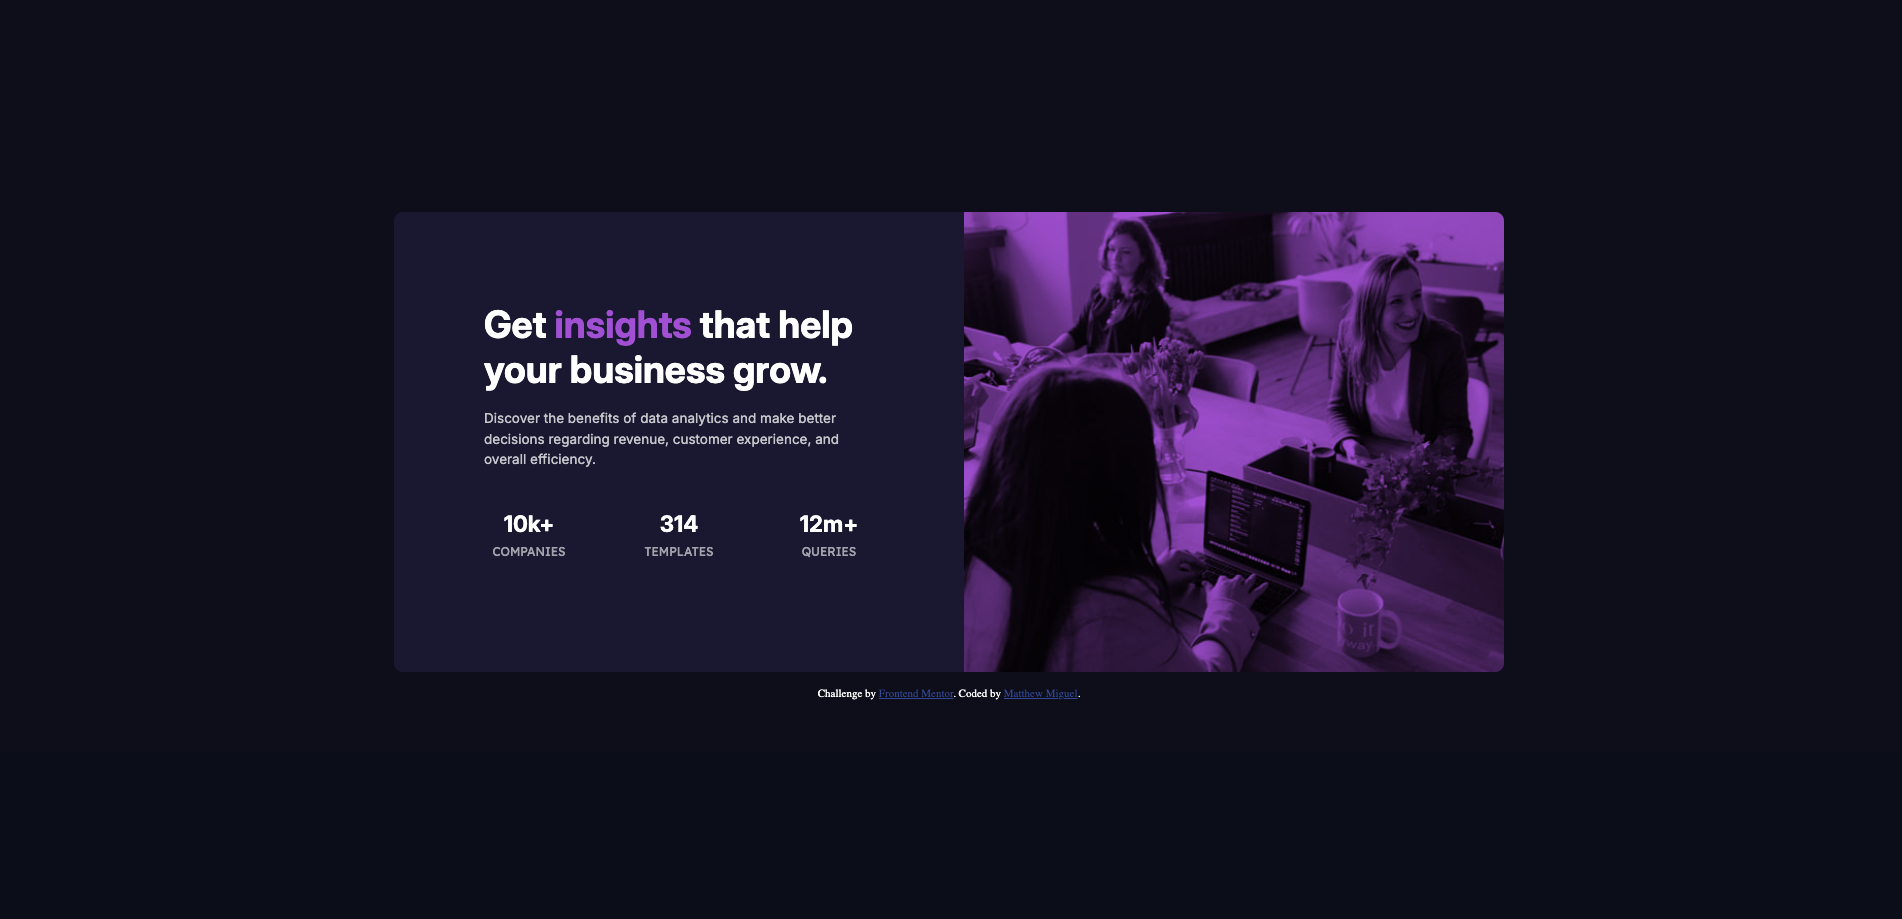 Get insights that help
your business grow.
Discover the benefits of data analytics and make better
decisions regarding revenue, customer experience, and
overall efficiency.
10k+ 314 12m+
COMPANIES TEMPLATES QUERIES
it
way
Challenge by Frontend Mentor. Coded by Matthew Miguel.